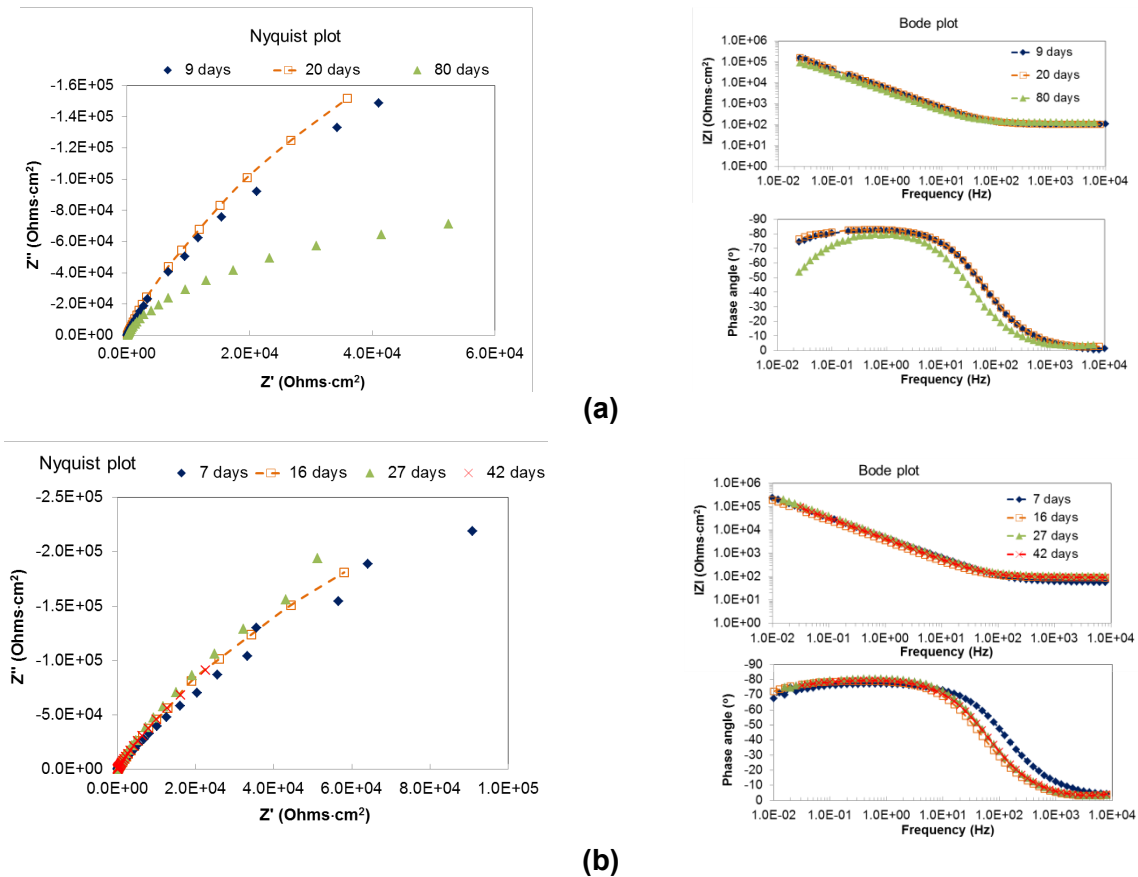 Nyquist plot
9 days 20 days 80 days
-1.6E+05
-1.4E+05
-1.2E+05
-1.0E+05
-8.0E+04
-6.0E+04
-4.0E+04
-2.0E+04
0.0E+00
0.0E+00 2.0E+04 4.0E+04 6.0E+04
Z'' (Ohms·cm²)
Z' (Ohms·cm²)
Bode plot
1.0E+06
1.0E+05
1.0E+04
1.0E+03
1.0E+02
1.0E+01
1.0E+00
IZI (Ohms·cm²)
9 days
20 days
80 days
1.0E-02 1.0E-01 1.0E+00 1.0E+01 1.0E+02 1.0E+03 1.0E+04
Frequency (Hz)
-90
-80
-70
-60
-50
-40
-30
-20
-10
0
Phase angle (°)
1.0E-02 1.0E-01 1.0E+00 1.0E+01 1.0E+02 1.0E+03 1.0E+04
Frequency (Hz)
(a)
Nyquist plot
7 days 16 days 27 days 42 days
-2.5E+05
-2.0E+05
-1.5E+05
-1.0E+05
-5.0E+04
0.0E+00
0.0E+00 2.0E+04 4.0E+04 6.0E+04 8.0E+04 1.0E+05
Z'' (Ohms·cm²)
Z' (Ohms·cm²)
Bode plot
1.0E+06
1.0E+05
1.0E+04
1.0E+03
1.0E+02
1.0E+01
1.0E+00
IZI (Ohms·cm²)
7 days
16 days
27 days
42 days
1.0E-02 1.0E-01 1.0E+00 1.0E+01 1.0E+02 1.0E+03 1.0E+04
Frequency (Hz)
-90
-80
-70
-60
-50
-40
-30
-20
-10
0
Phase angle (°)
1.0E-02 1.0E-01 1.0E+00 1.0E+01 1.0E+02 1.0E+03 1.0E+04
Frequency (Hz)
(b)